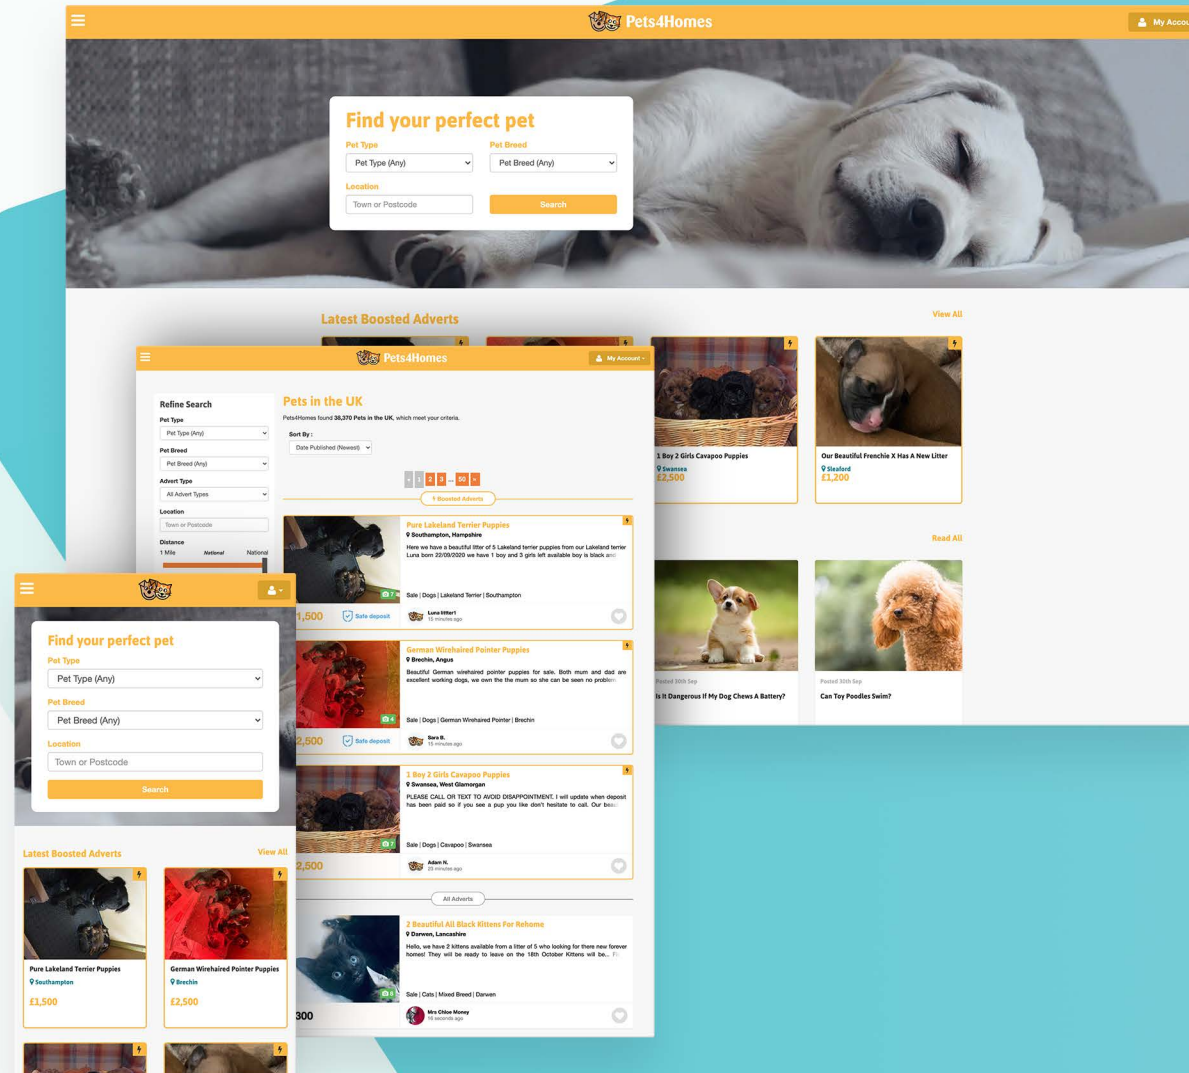 Pets4Homes
My Accou
Find your perfect pet
Pet Type
Pet Breed
Pet Type (Any)
Pet Breed (Any)
Location
Town or Postcode
Search
Latest Boosted Adverts
View All
1 Boy 2 Girls Cavapoo Puppies
Swansea
£2,500
Our Beautiful Frenchie X Has A New Litter
Sleaford
£1,200
Read All
Posted 30th Sep
Is It Dangerous If My Dog Chews A Battery?
Posted 30th Sep
Can Toy Poodles Swim?
Pets4Homes
My Account
Refine Search
Pet Type
Pet Type (Any)
Pet Breed
Pet Breed (Any)
Advert Type
All Advert Types
Location
Town or Postcode
Distance
1 Mile National National
Pets in the UK
Pets4Homes found 38,370 Pets in the UK, which meet your criteria.
Sort By :
Date Published (Newest)
« 1 2 3 ... 50 »
Boosted Adverts
Pure Lakeland Terrier Puppies
Southampton, Hampshire
Here we have a beautiful litter of 5 Lakeland terrier puppies from our Lakeland terrier
Luna born 22/09/2020 we have 1 boy and 3 girls left available boy is black and
7
Sale | Dogs | Lakeland Terrier | Southampton
1,500
Safe deposit
Luna littter1
15 minutes ago
German Wirehaired Pointer Puppies
Brechin, Angus
Beautiful German wirehaired pointer puppies for sale. Both mum and dad are
excellent working dogs, we own the the mum so she can be seen no problem
4
Sale | Dogs | German Wirehaired Pointer | Brechin
2,500
Safe deposit
Sara B.
15 minutes ago
1 Boy 2 Girls Cavapoo Puppies
Swansea, West Glamorgan
PLEASE CALL OR TEXT TO AVOID DISAPPOINTMENT. I will update when deposit
has been paid so if you see a pup you like don't hesitate to call. Our beau
7
Sale | Dogs | Cavapoo | Swansea
2,500
Adam N.
25 minutes ago
All Adverts
2 Beautiful All Black Kittens For Rehome
Darwen, Lancashire
Hello, we have 2 kittens available from a litter of 5 who looking for there new forever
homes! They will be ready to leave on the 18th October Kittens will be...
6
Sale | Cats | Mixed Breed | Darwen
300
Mrs Chloe Money
16 seconds ago
Find your perfect pet
Pet Type
Pet Type (Any)
Pet Breed
Pet Breed (Any)
Location
Town or Postcode
Search
Latest Boosted Adverts
View All
Pure Lakeland Terrier Puppies
Southampton
£1,500
German Wirehaired Pointer Puppies
Brechin
£2,500